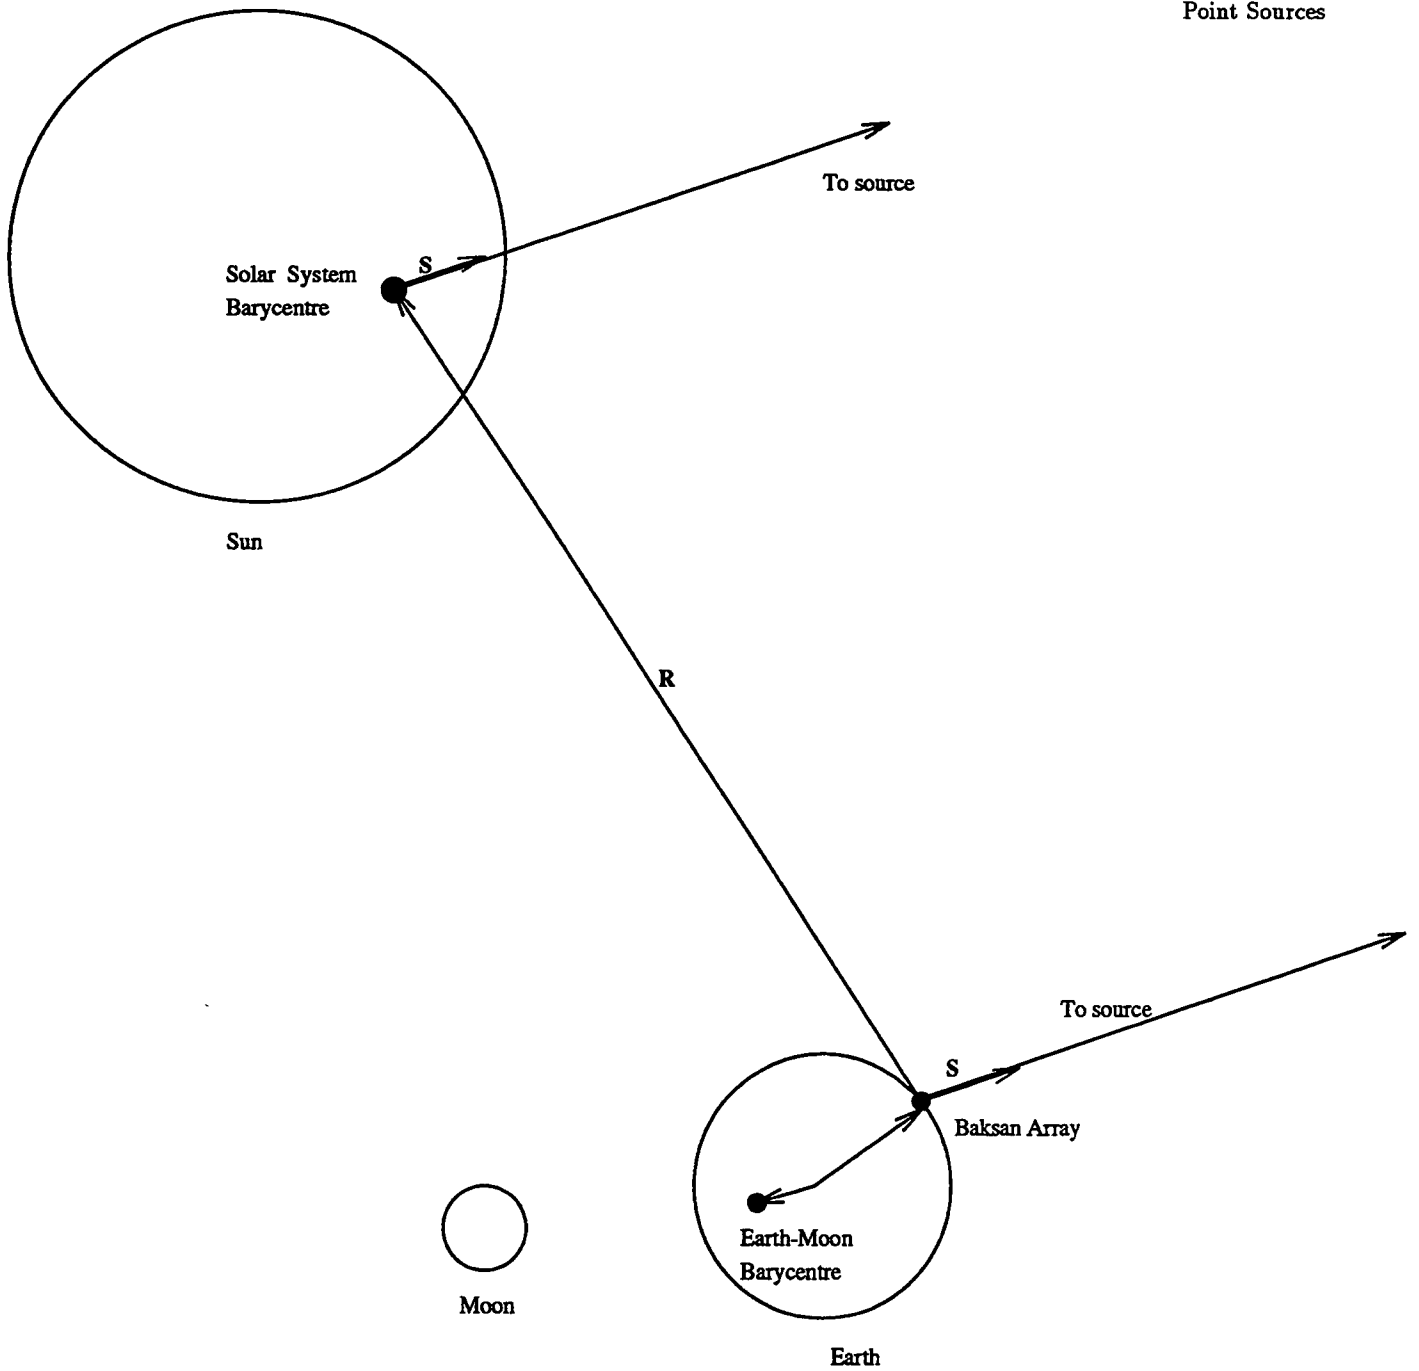 Point Sources
To source
S
Solar System
Barycentre
Sun
R
To source
S
Baksan Array
Earth-Moon
Barycentre
Moon
Earth